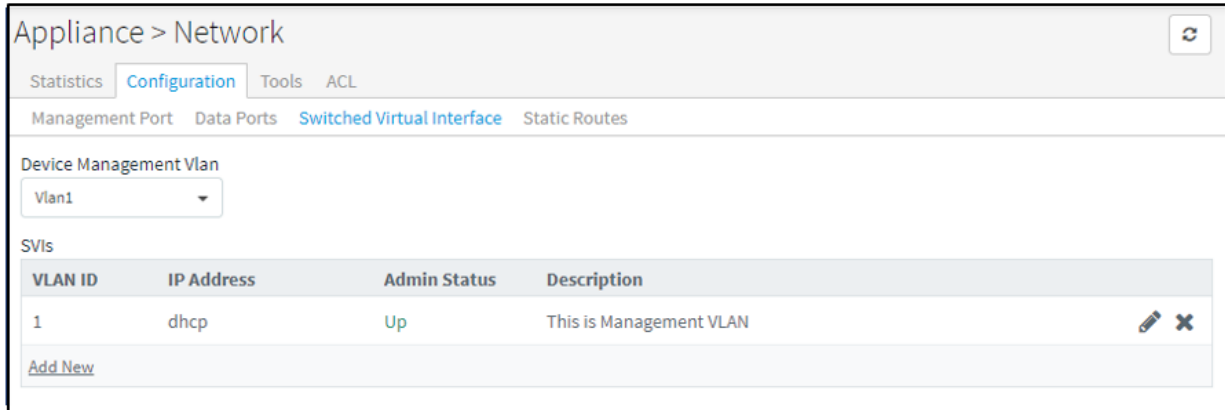 Appliance > Network
Statistics Configuration Tools ACL
Management Port Data Ports Switched Virtual Interface Static Routes
Device Management Vlan
Vlan1
SVIs
VLAN ID IP Address Admin Status Description
1 dhcp Up This is Management VLAN
Add New